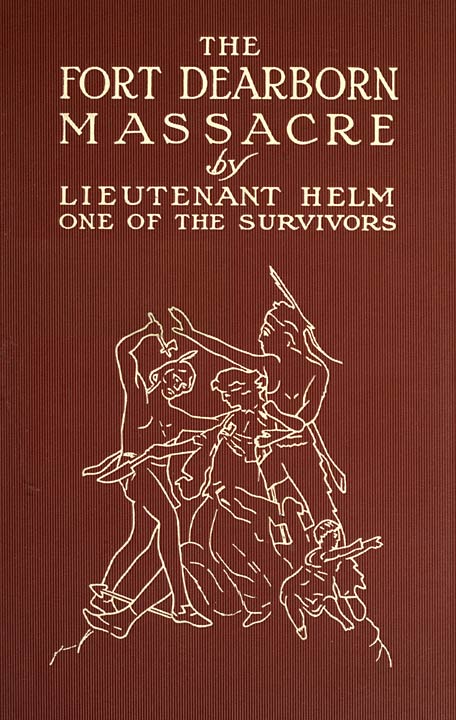 THE
FORT DEARBORN
MASSACRE
by
LIEUTENANT HELM
ONE OF THE SURVIVORS